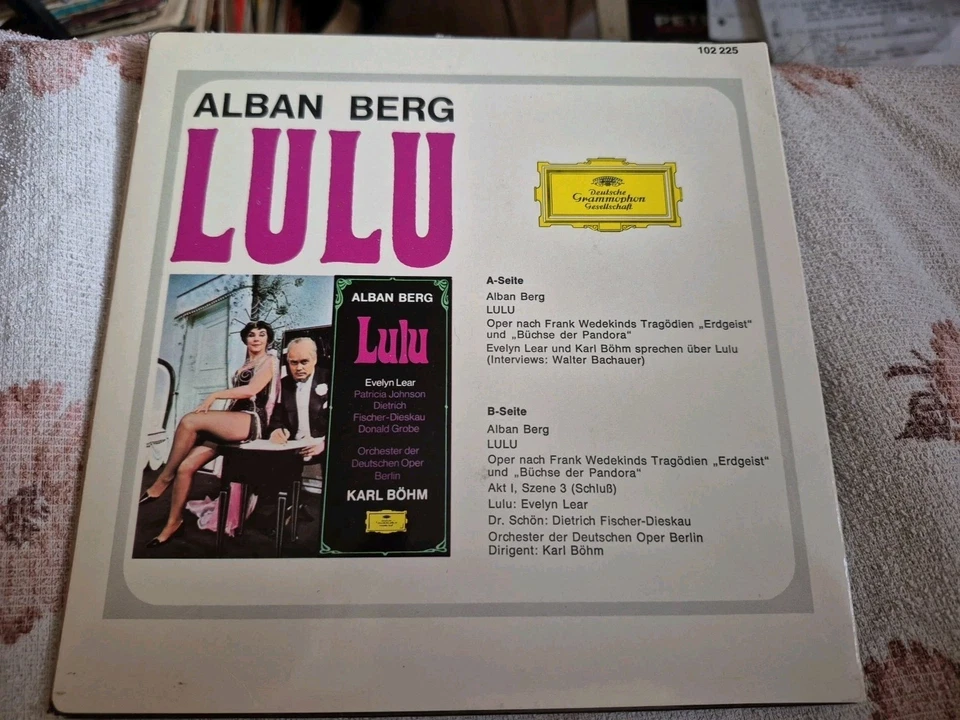 PET
102 225
ALBAN BERG
LULU
Deutsche
Grammophon
Gesellschaft
ALBAN BERG
Lulu
Evelyn Lear
Patricia Johnson
Dietrich
Fischer-Dieskau
Donald Grobe
Orchester der
Deutschen Oper
Berlin
KARL BÖHM
A-Seite
Alban Berg
LULU
Oper nach Frank Wedekinds Tragödien „Erdgeist“
und „Büchse der Pandora“
Evelyn Lear und Karl Böhm sprechen über Lulu
(Interviews: Walter Bachauer)
B-Seite
Alban Berg
LULU
Oper nach Frank Wedekinds Tragödien „Erdgeist“
und „Büchse der Pandora“
Akt I, Szene 3 (Schluß)
Lulu: Evelyn Lear
Dr. Schön: Dietrich Fischer-Dieskau
Orchester der Deutschen Oper Berlin
Dirigent: Karl Böhm